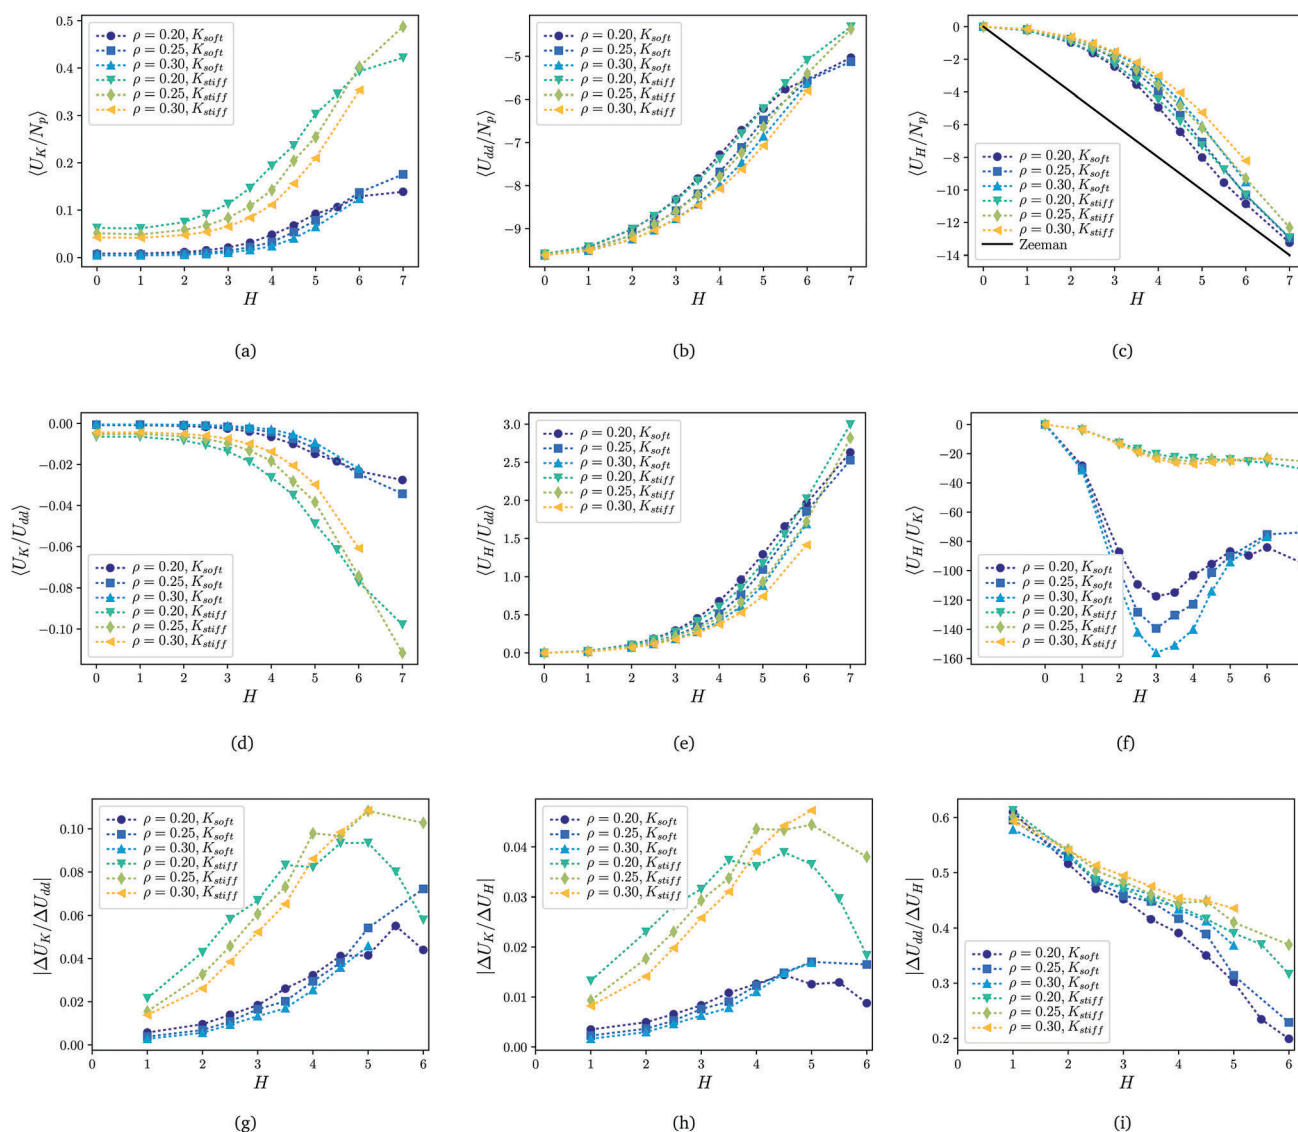 0.5
0.4
0.3
0.2
0.1
0.0
⟨U_K/N_p⟩
ρ = 0.20, K_soft
ρ = 0.25, K_soft
ρ = 0.30, K_soft
ρ = 0.20, K_stiff
ρ = 0.25, K_stiff
ρ = 0.30, K_stiff
0 1 2 3 4 5 6 7
H
(a)
−5
−6
−7
−8
−9
⟨U_dd/N_p⟩
ρ = 0.20, K_soft
ρ = 0.25, K_soft
ρ = 0.30, K_soft
ρ = 0.20, K_stiff
ρ = 0.25, K_stiff
ρ = 0.30, K_stiff
0 1 2 3 4 5 6 7
H
(b)
0
−2
−4
−6
−8
−10
−12
−14
⟨U_H/N_p⟩
ρ = 0.20, K_soft
ρ = 0.25, K_soft
ρ = 0.30, K_soft
ρ = 0.20, K_stiff
ρ = 0.25, K_stiff
ρ = 0.30, K_stiff
Zeeman
0 1 2 3 4 5 6 7
H
(c)
0.00
−0.02
−0.04
−0.06
−0.08
−0.10
⟨U_K/U_dd⟩
ρ = 0.20, K_soft
ρ = 0.25, K_soft
ρ = 0.30, K_soft
ρ = 0.20, K_stiff
ρ = 0.25, K_stiff
ρ = 0.30, K_stiff
0 1 2 3 4 5 6 7
H
(d)
3.0
2.5
2.0
1.5
1.0
0.5
0.0
⟨U_H/U_dd⟩
ρ = 0.20, K_soft
ρ = 0.25, K_soft
ρ = 0.30, K_soft
ρ = 0.20, K_stiff
ρ = 0.25, K_stiff
ρ = 0.30, K_stiff
0 1 2 3 4 5 6 7
H
(e)
0
−20
−40
−60
−80
−100
−120
−140
−160
⟨U_H/U_K⟩
ρ = 0.20, K_soft
ρ = 0.25, K_soft
ρ = 0.30, K_soft
ρ = 0.20, K_stiff
ρ = 0.25, K_stiff
ρ = 0.30, K_stiff
0 1 2 3 4 5 6
H
(f)
0.10
0.08
0.06
0.04
0.02
0.00
|ΔU_K/ΔU_dd|
ρ = 0.20, K_soft
ρ = 0.25, K_soft
ρ = 0.30, K_soft
ρ = 0.20, K_stiff
ρ = 0.25, K_stiff
ρ = 0.30, K_stiff
0 1 2 3 4 5 6
H
(g)
0.04
0.03
0.02
0.01
0.00
|ΔU_K/ΔU_H|
ρ = 0.20, K_soft
ρ = 0.25, K_soft
ρ = 0.30, K_soft
ρ = 0.20, K_stiff
ρ = 0.25, K_stiff
ρ = 0.30, K_stiff
0 1 2 3 4 5 6
H
(h)
0.6
0.5
0.4
0.3
0.2
|ΔU_dd/ΔU_H|
ρ = 0.20, K_soft
ρ = 0.25, K_soft
ρ = 0.30, K_soft
ρ = 0.20, K_stiff
ρ = 0.25, K_stiff
ρ = 0.30, K_stiff
0 1 2 3 4 5 6
H
(i)